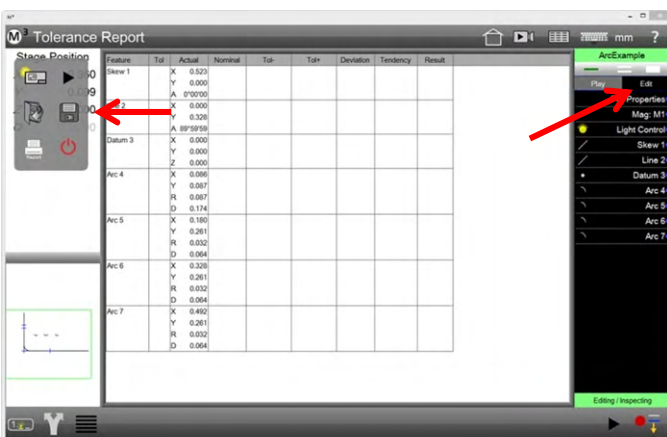 M³
M³ Tolerance Report
mm ?
Stage Position
Feature Tol Actual Nominal Tol- Tol+ Deviation Tendency Result
Skew 1 X 0.523
Y 0.000
A 0°00'00
X 0.000
Y 0.328
A 89°59'59
Datum 3 X 0.000
Y 0.000
Z 0.000
Arc 4 X 0.086
Y 0.087
R 0.087
D 0.174
Arc 5 X 0.180
Y 0.261
R 0.032
D 0.064
Arc 6 X 0.328
Y 0.261
R 0.032
D 0.064
Arc 7 X 0.492
Y 0.261
R 0.032
D 0.064
ArcExample
Play Edit
Properties
Mag: M1
Light Control
Skew 1
Line 2
Datum 3
Arc 4
Arc 5
Arc 6
Arc 7
Editing / Inspecting